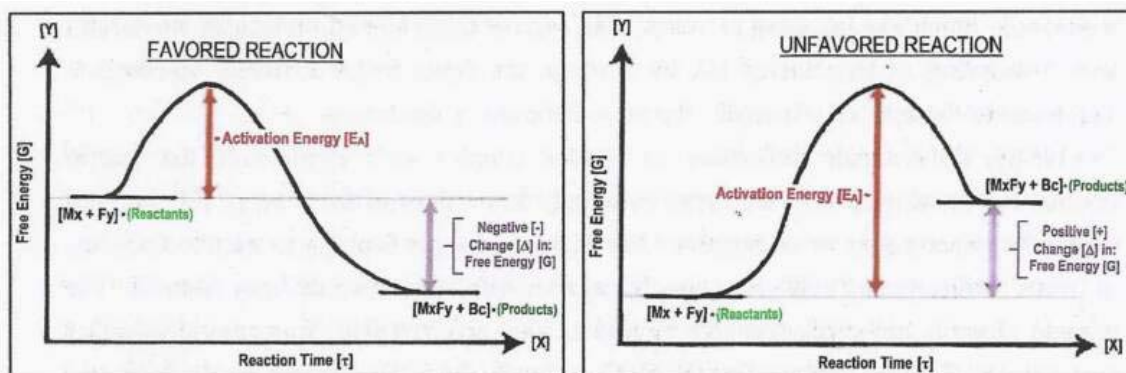 [Y]
FAVORED REACTION
Free Energy [G]
Activation Energy [EA]
[Mx + Fy]•(Reactants)
Negative [-]
Change [Δ] in:
Free Energy [G]
[MxFy + Bc]•(Products)
[X]
Reaction Time [τ]
[Y]
UNFAVORED REACTION
Free Energy [G]
Activation Energy [EA]
[MxFy + Bc]•(Products)
Positive [+]
Change [Δ] in:
Free Energy [G]
[Mx + Fy]•(Reactants)
[X]
Reaction Time [τ]